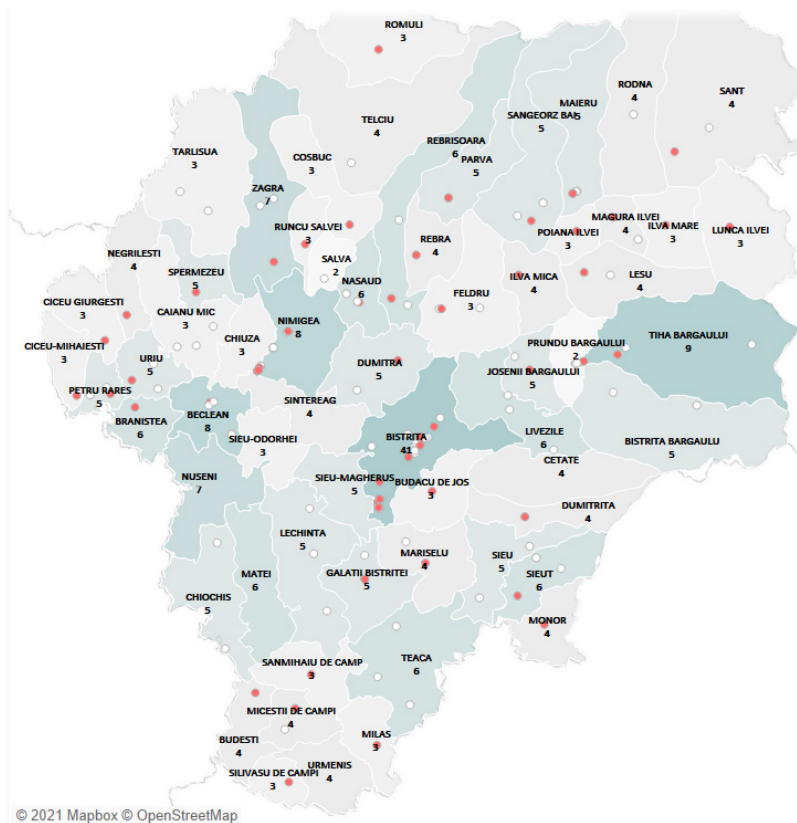 ROMULI
3
RODNA
4
SANT
4
MAIERU
5
SANGEORZ BAI
5
TELCIU
4
REBRISOARA
6
PARVA
5
TARLISUA
3
COSBUC
3
ZAGRA
7
RUNCU SALVEI
3
MAGURA ILVEI
4
ILVA MARE
3
LUNCA ILVEI
3
POIANA ILVEI
3
REBRA
4
NEGRILESTI
4
SALVA
2
SPERMEZEU
5
NASAUD
6
ILVA MICA
4
LESU
4
FELDRU
3
CICEU GIURGESTI
3
CAIANU MIC
3
NIMIGEA
8
CHIUZA
3
TIHA BARGAULUI
9
PRUNDU BARGAULUI
2
CICEU-MIHAIESTI
3
URIU
5
DUMITRA
5
JOSENII BARGAULUI
5
PETRU RARES
5
SINTEREAG
4
BECLEAN
8
BRANISTEA
6
LIVEZILE
6
BISTRITA
41
SIEU-ODORHEI
3
BISTRITA BARGAULU
5
CETATE
4
NUSENI
7
SIEU-MAGHERUS
5
BUDACU DE JOS
3
DUMITRITA
4
LECHINTA
5
MARISELU
4
SIEU
5
GALATII BISTRITEI
5
MATEI
6
SIEUT
6
CHIOCHIS
5
MONOR
4
TEACA
6
SANMIHAIU DE CAMP
3
MICESTII DE CAMPI
4
MILAS
3
BUDESTI
4
URMENIS
4
SILIVASU DE CAMPI
3
© 2021 Mapbox © OpenStreetMap